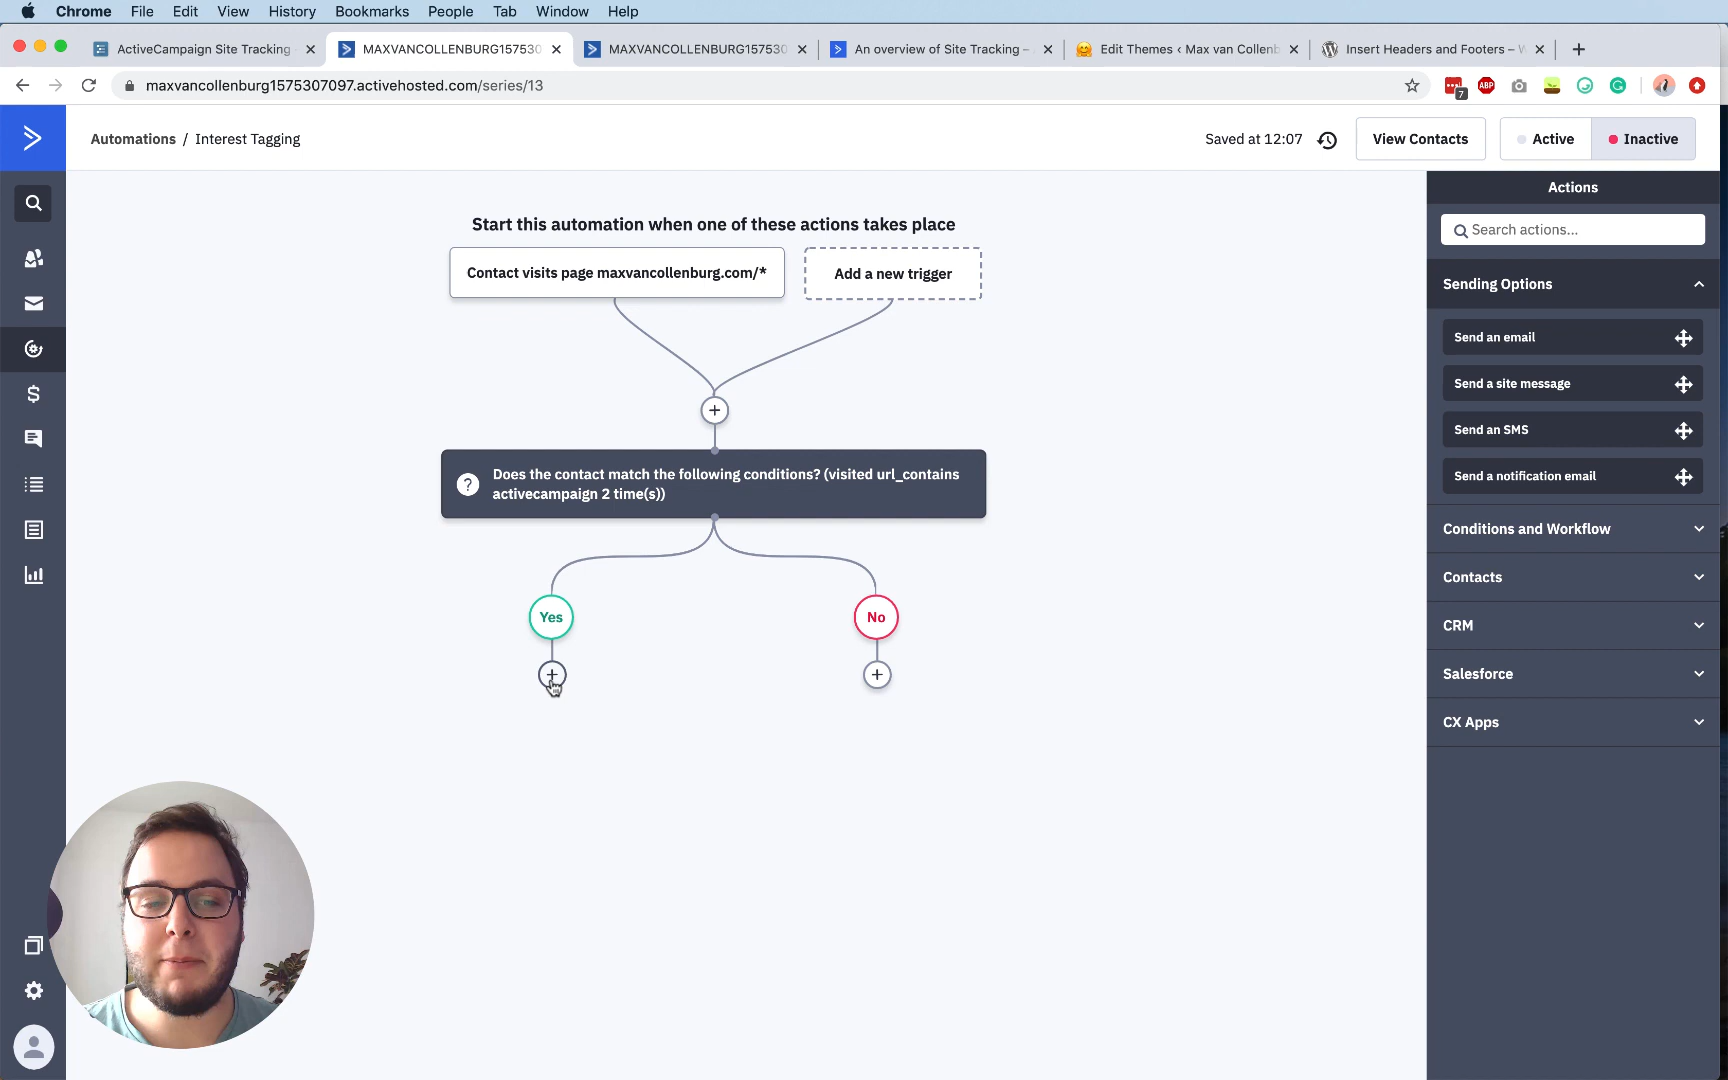 Chrome File Edit View History Bookmarks People Tab Window Help
ActiveCampaign Site Tracking
MAXVANCOLLENBURG157530
MAXVANCOLLENBURG157530
An overview of Site Tracking –
Edit Themes ‹ Max van Collenb
Insert Headers and Footers –
maxvancollenburg1575307097.activehosted.com/series/13
7
ABP
Automations / Interest Tagging
Saved at 12:07
View Contacts
Active
Inactive
Actions
Search actions...
Start this automation when one of these actions takes place
Contact visits page maxvancollenburg.com/*
Add a new trigger
Sending Options
Send an email
Send a site message
Send an SMS
Send a notification email
Does the contact match the following conditions? (visited url_contains
activecampaign 2 time(s))
Conditions and Workflow
Contacts
Yes
No
CRM
Salesforce
CX Apps